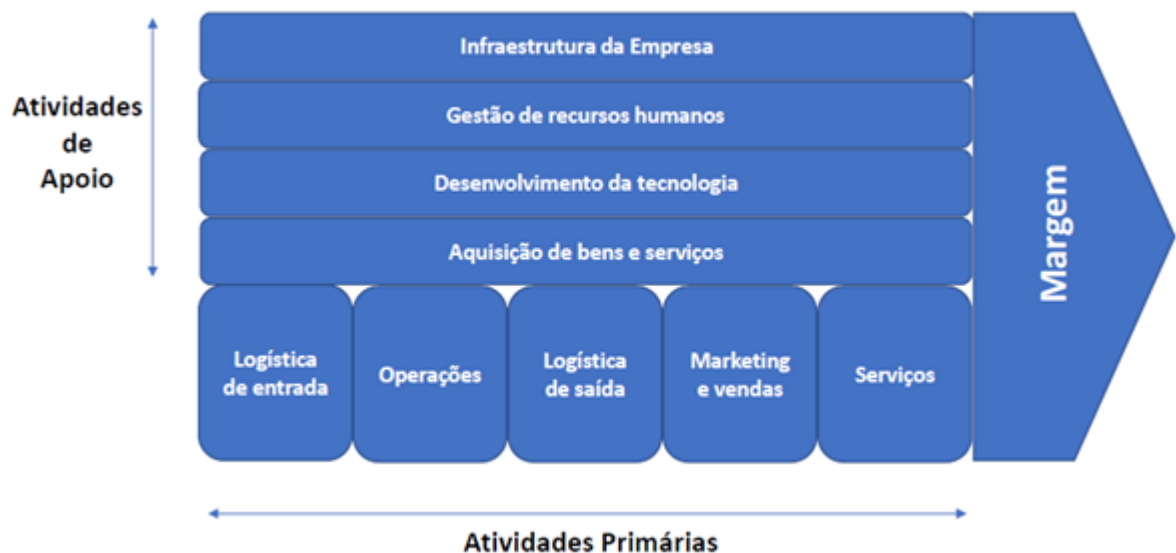 Infraestrutura da Empresa
Atividades
de
Apoio
Gestão de recursos humanos
Desenvolvimento da tecnologia
Aquisição de bens e serviços
Margem
Logística
de entrada
Operações
Logística
de saída
Marketing
e vendas
Serviços
Atividades Primárias